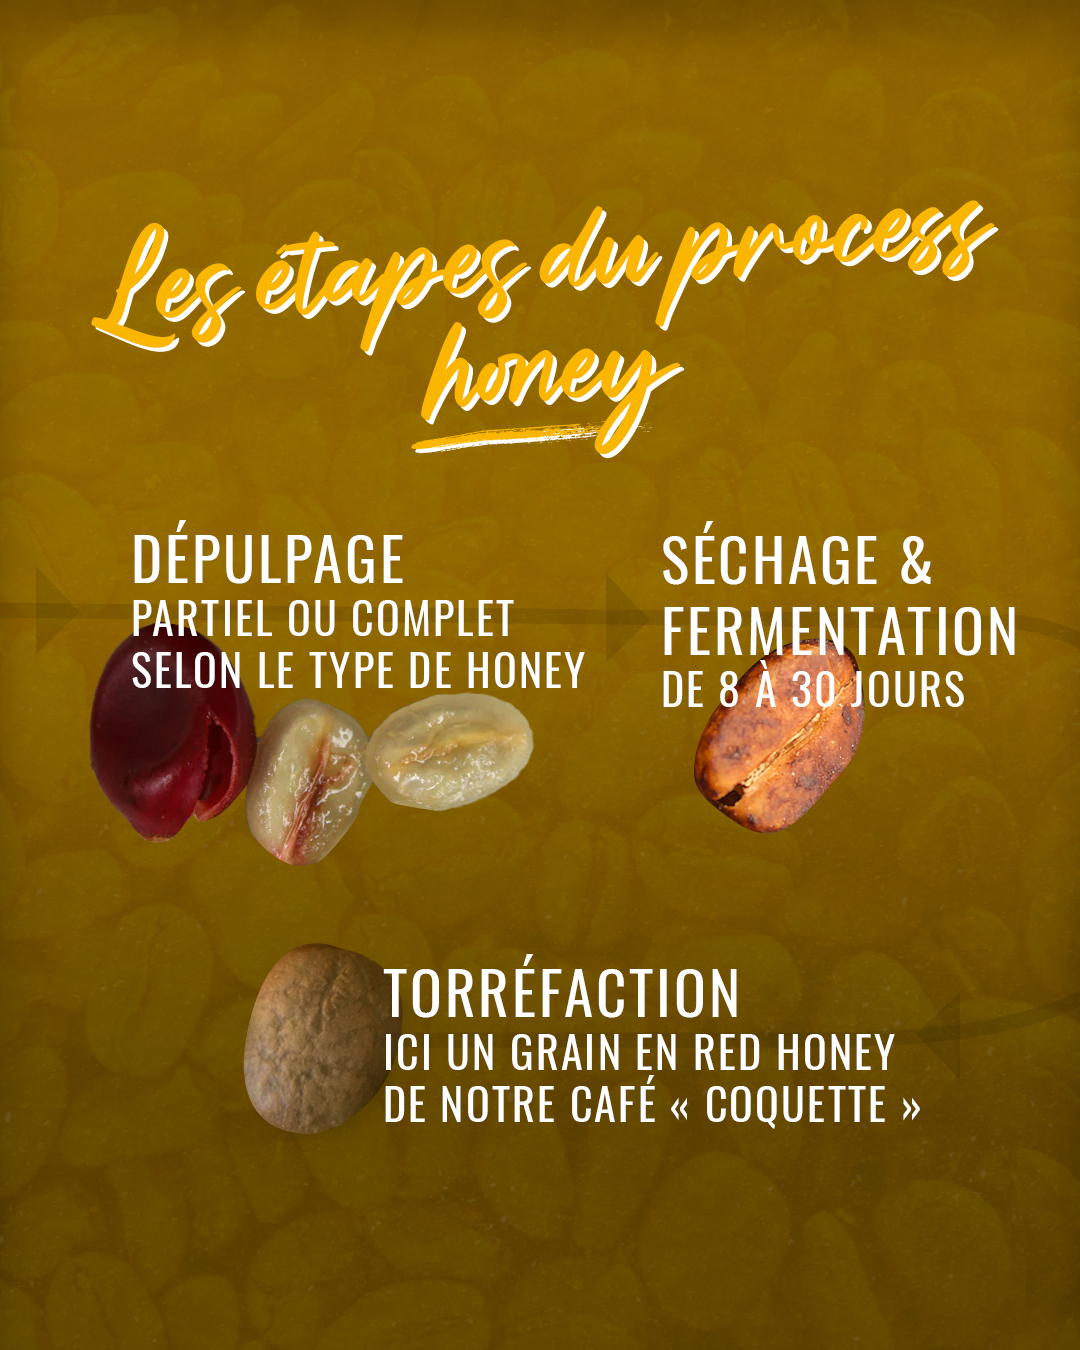 Les étapes du process
honey
DÉPULPAGE
PARTIEL OU COMPLET
SELON LE TYPE DE HONEY
SÉCHAGE &
FERMENTATION
DE 8 À 30 JOURS
TORRÉFACTION
ICI UN GRAIN EN RED HONEY
DE NOTRE CAFÉ « COQUETTE »